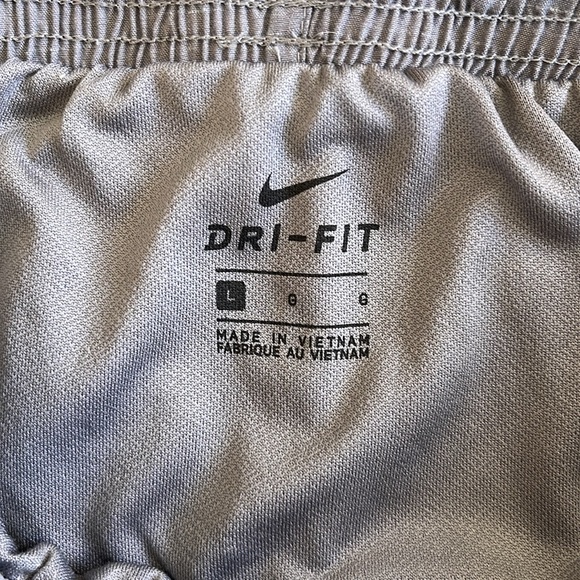 DRI-FIT
L G G
MADE IN VIETNAM
FABRIQUE AU VIETNAM